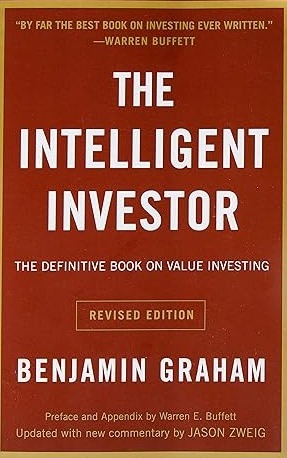 "BY FAR THE BEST BOOK ON INVESTING EVER WRITTEN."
—WARREN BUFFETT
THE
INTELLIGENT
INVESTOR
THE DEFINITIVE BOOK ON VALUE INVESTING
REVISED EDITION
BENJAMIN GRAHAM
Preface and Appendix by Warren E. Buffett
Updated with new commentary by JASON ZWEIG